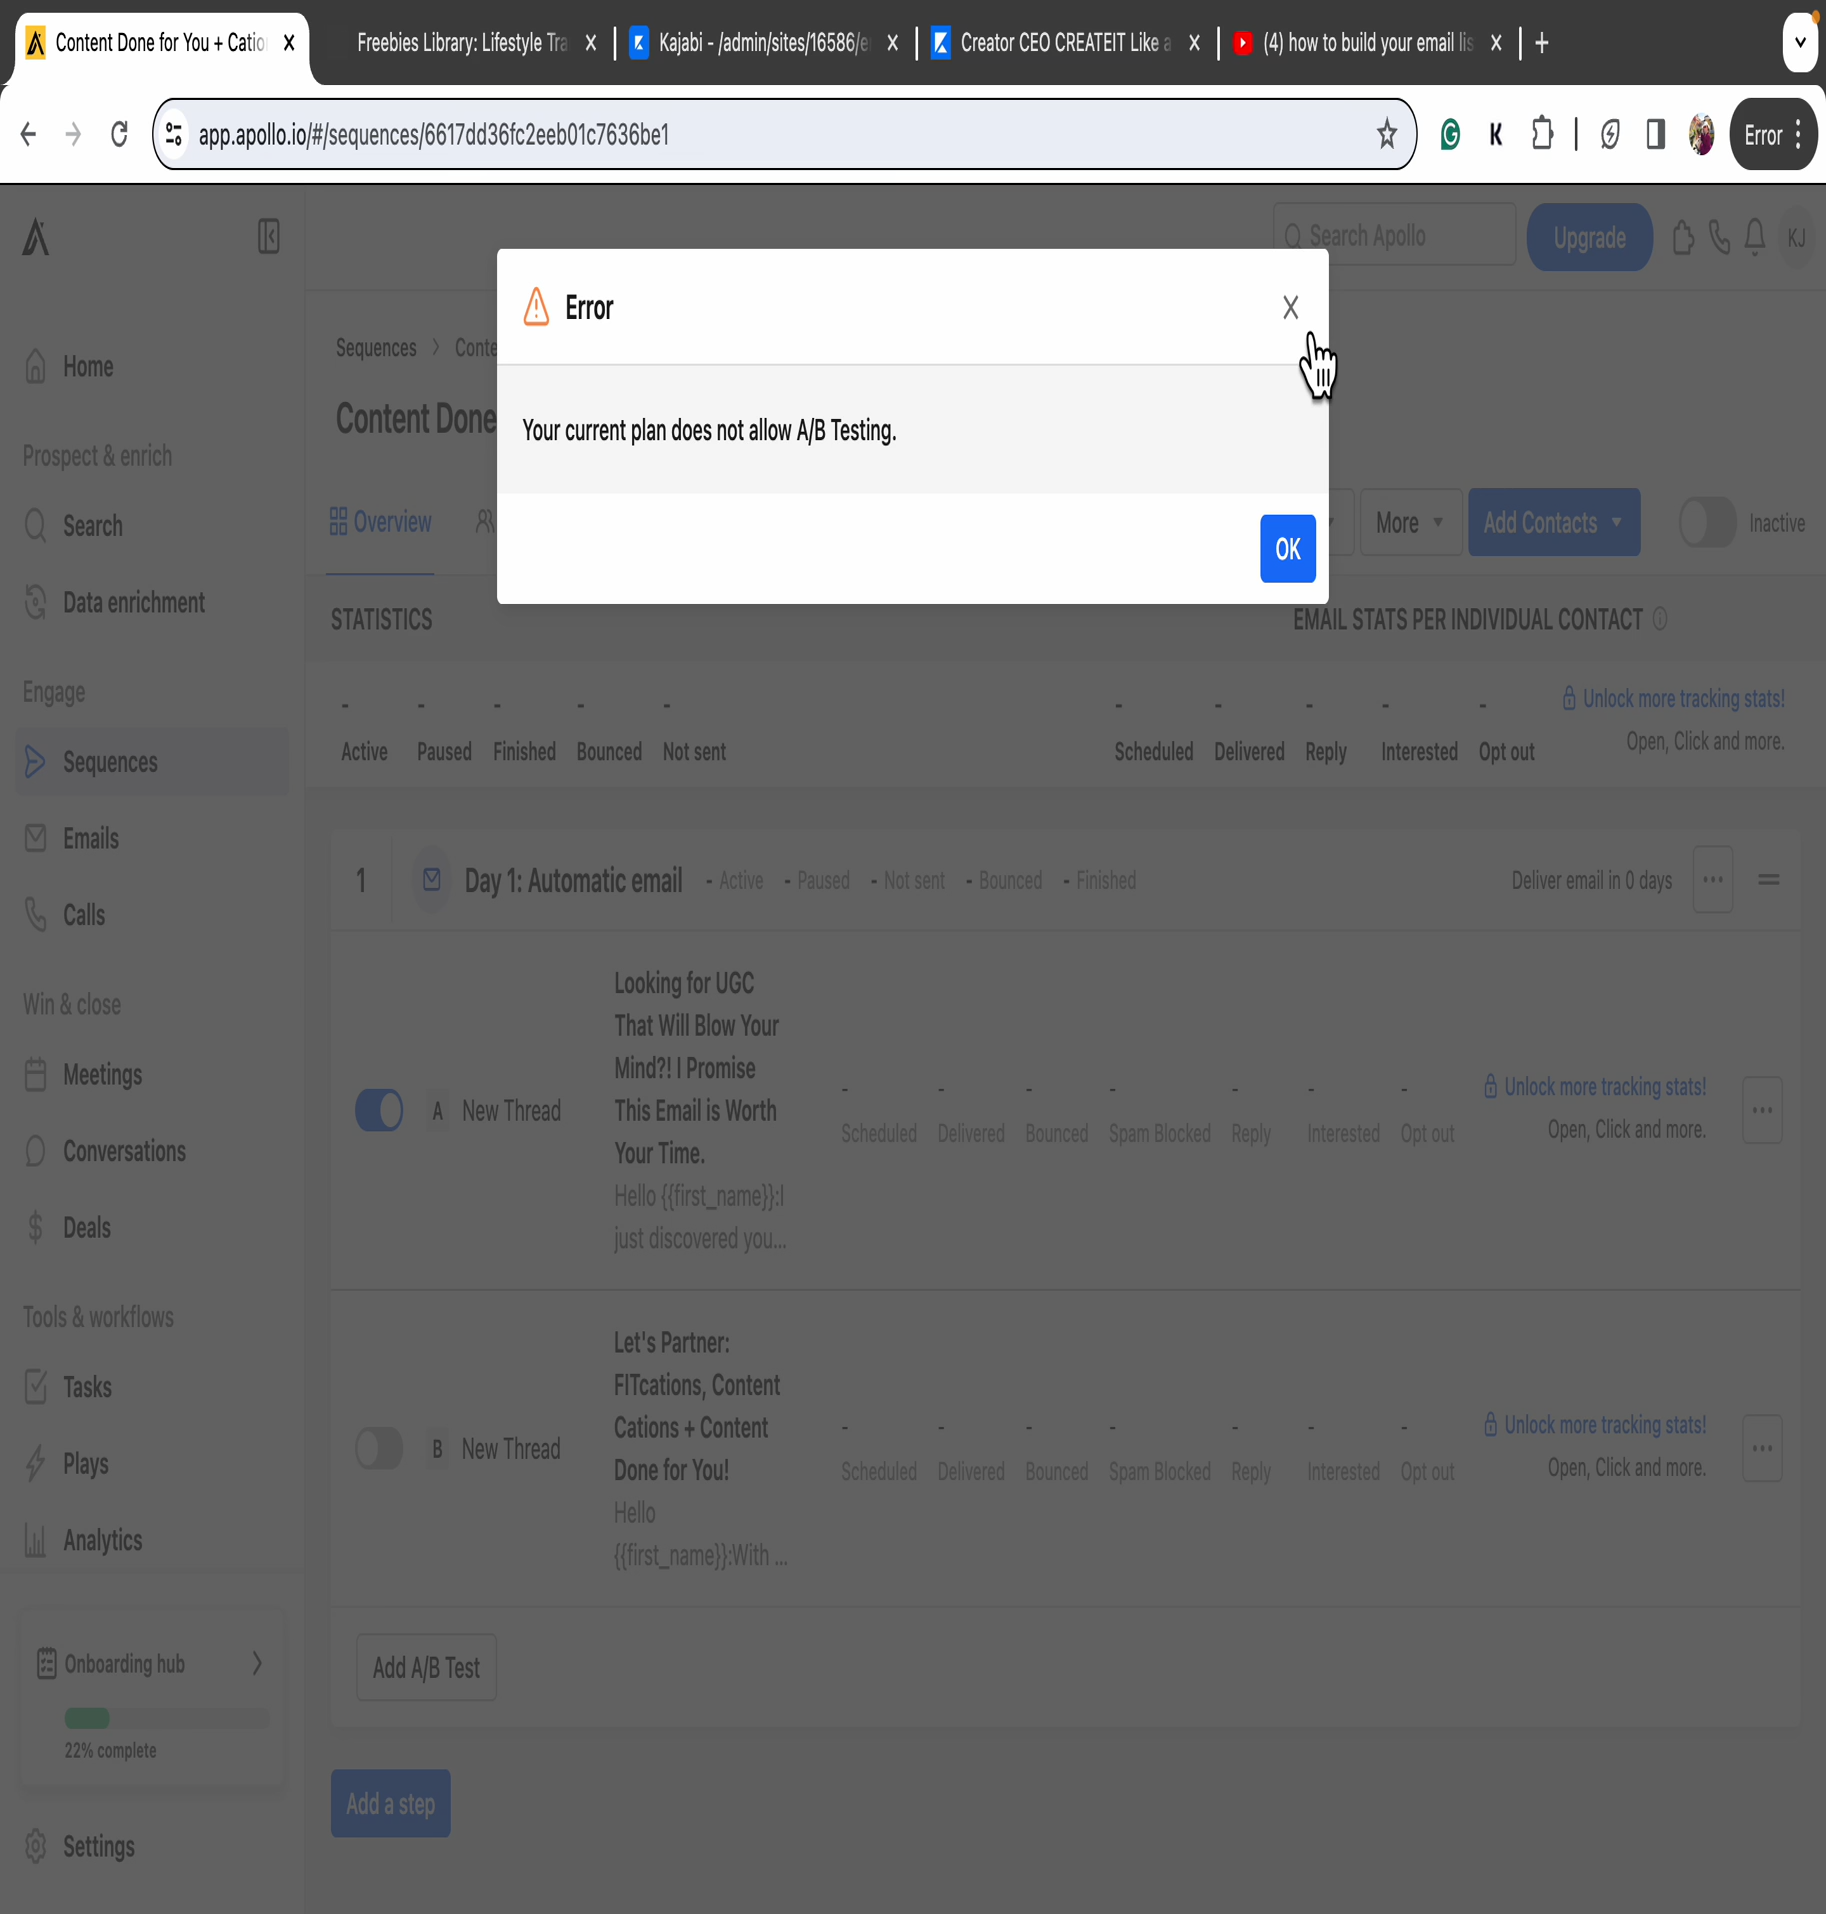 Content Done for You + Catio
Freebies Library: Lifestyle Tra
Kajabi - /admin/sites/16586/e
Creator CEO CREATEIT Like a
(4) how to build your email lis
app.apollo.io/#/sequences/6617dd36fc2eeb01c7636be1
Error
Search Apollo
Upgrade
KJ
Error
Your current plan does not allow A/B Testing.
OK
Home
Prospect & enrich
Search
Data enrichment
Engage
Sequences
Emails
Calls
Win & close
Meetings
Conversations
Deals
Tools & workflows
Tasks
Plays
Analytics
Onboarding hub
22% complete
Settings
Sequences > Conte
Content Done
Overview
More
Add Contacts
Inactive
STATISTICS
EMAIL STATS PER INDIVIDUAL CONTACT
- - - - -
Active Paused Finished Bounced Not sent
- - - - -
Scheduled Delivered Reply Interested Opt out
Unlock more tracking stats!
Open, Click and more.
1 Day 1: Automatic email - Active - Paused - Not sent - Bounced - Finished
Deliver email in 0 days
A New Thread
Looking for UGC
That Will Blow Your
Mind?! I Promise
This Email is Worth
Your Time.
Hello {{first_name}}:I
just discovered you...
- - - - - - -
Scheduled Delivered Bounced Spam Blocked Reply Interested Opt out
Unlock more tracking stats!
Open, Click and more.
B New Thread
Let's Partner:
FITcations, Content
Cations + Content
Done for You!
Hello
{{first_name}}:With ...
- - - - - - -
Scheduled Delivered Bounced Spam Blocked Reply Interested Opt out
Unlock more tracking stats!
Open, Click and more.
Add A/B Test
Add a step